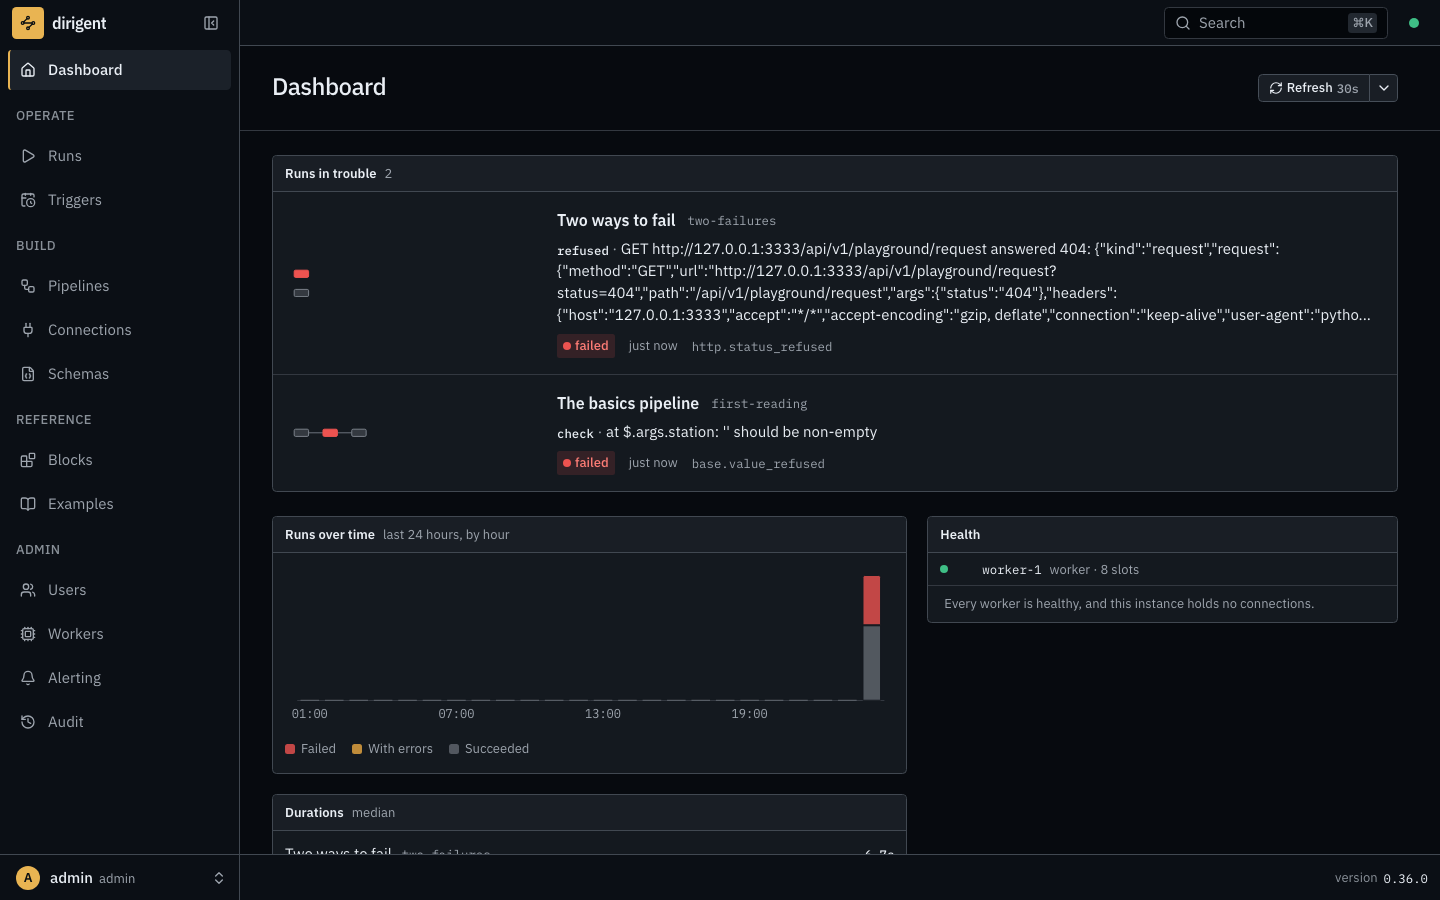 dirigent
Search ⌘K
Dashboard
OPERATE
Runs
Triggers
BUILD
Pipelines
Connections
Schemas
REFERENCE
Blocks
Examples
ADMIN
Users
Workers
Alerting
Audit
A admin admin
Dashboard
Refresh 30s
Runs in trouble 2
Two ways to fail two-failures
refused · GET http://127.0.0.1:3333/api/v1/playground/request answered 404: {"kind":"request","request":
{"method":"GET","url":"http://127.0.0.1:3333/api/v1/playground/request?
status=404","path":"/api/v1/playground/request","args":{"status":"404"},"headers":
{"host":"127.0.0.1:3333","accept":"*/*","accept-encoding":"gzip, deflate","connection":"keep-alive","user-agent":"pytho...
failed just now http.status_refused
The basics pipeline first-reading
check · at $.args.station: '' should be non-empty
failed just now base.value_refused
Runs over time last 24 hours, by hour
01:00 07:00 13:00 19:00
Failed With errors Succeeded
Health
worker-1 worker · 8 slots
Every worker is healthy, and this instance holds no connections.
Durations median
Two ways to fail two-failures
version 0.36.0